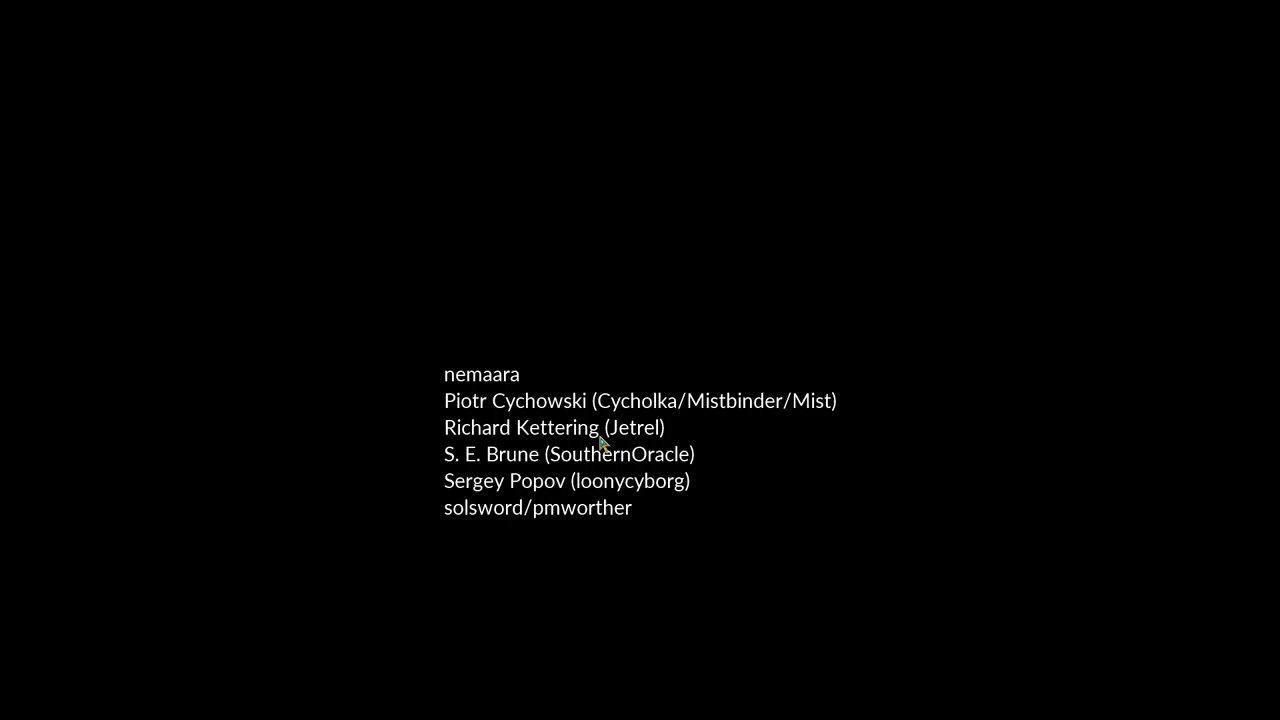 nemaara
Piotr Cychowski (Cycholka/Mistbinder/Mist)
Richard Kettering (Jetrel)
S. E. Brune (SouthernOracle)
Sergey Popov (loonycyborg)
solsword/pmworther